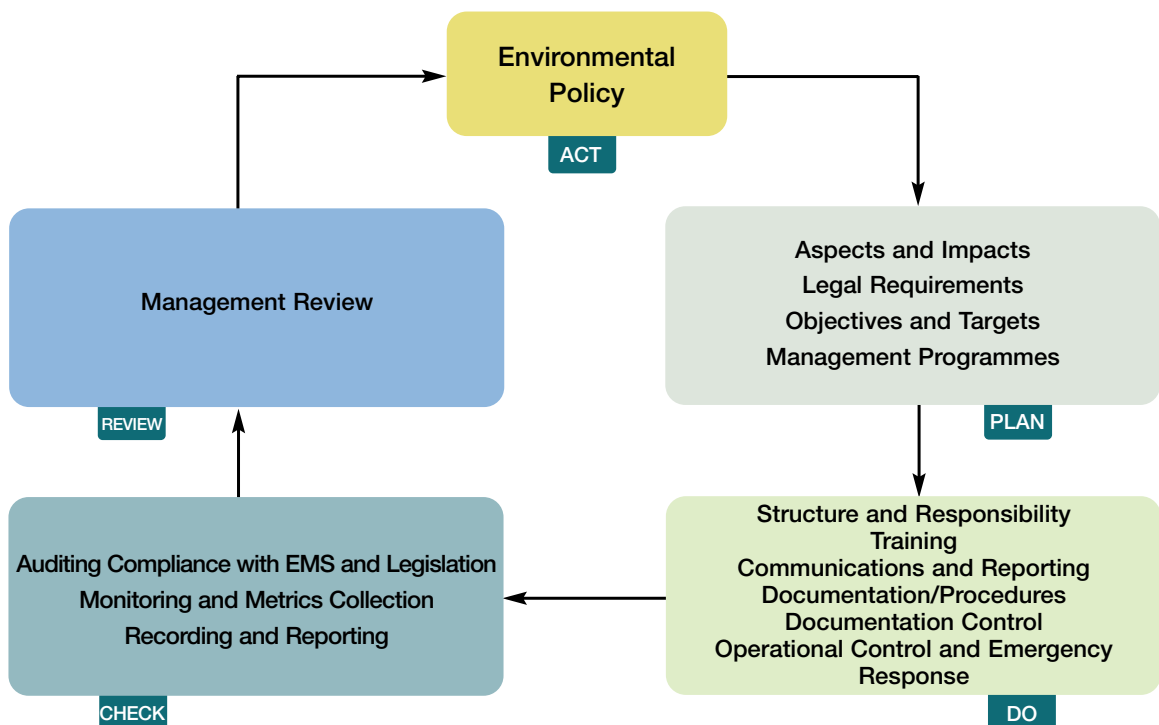 Environmental
Policy
ACT
Aspects and Impacts
Legal Requirements
Objectives and Targets
Management Programmes
PLAN
Structure and Responsibility
Training
Communications and Reporting
Documentation/Procedures
Documentation Control
Operational Control and Emergency
Response
DO
Auditing Compliance with EMS and Legislation
Monitoring and Metrics Collection
Recording and Reporting
CHECK
Management Review
REVIEW